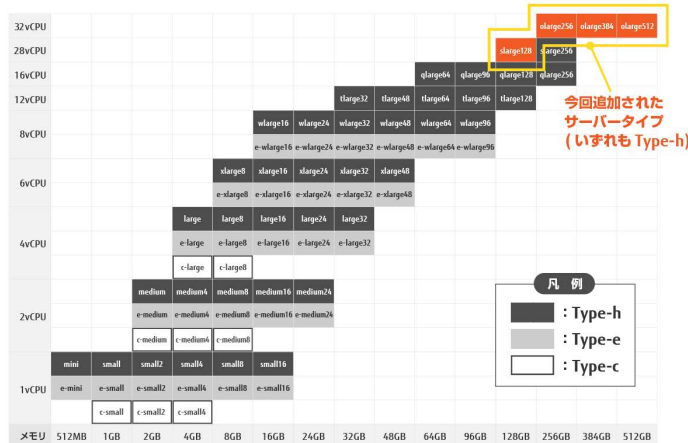 32vCPU olarge256 olarge384 olarge512
28vCPU slarge128 slarge256
16vCPU qlarge64 qlarge96 qlarge128 qlarge256
12vCPU tlarge32 tlarge48 tlarge64 tlarge96 tlarge128
今回追加された
サーバータイプ
(いずれも Type-h)
8vCPU
wlarge16 wlarge24 wlarge32 wlarge48 wlarge64 wlarge96
e-wlarge16 e-wlarge24 e-wlarge32 e-wlarge48 e-wlarge64 e-wlarge96
6vCPU
xlarge8 xlarge16 xlarge24 xlarge32 xlarge48
e-xlarge8 e-xlarge16 e-xlarge24 e-xlarge32 e-xlarge48
4vCPU
large large8 large16 large24 large32
e-large e-large8 e-large16 e-large24 e-large32
c-large c-large8
凡 例
: Type-h
: Type-e
: Type-c
2vCPU
medium medium4 medium8 medium16 medium24
e-medium e-medium4 e-medium8 e-medium16 e-medium24
c-medium c-medium4 c-medium8
1vCPU
mini small small2 small4 small8 small16
e-mini e-small e-small2 e-small4 e-small8 e-small16
c-small c-small2 c-small4
メモリ 512MB 1GB 2GB 4GB 8GB 16GB 24GB 32GB 48GB 64GB 96GB 128GB 256GB 384GB 512GB